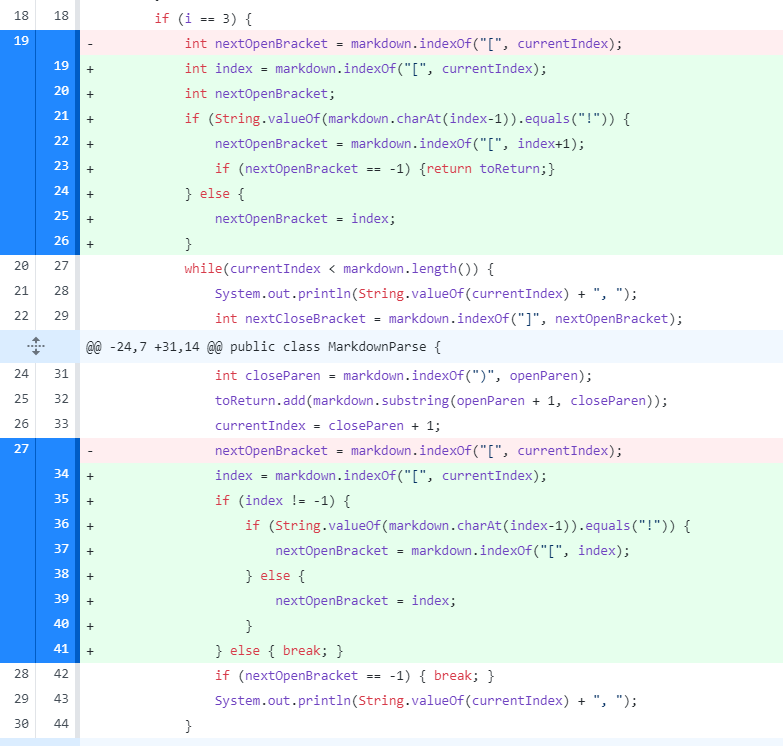 18 18 if (i == 3) {
19 - int nextOpenBracket = markdown.indexOf("[", currentIndex);
19 + int index = markdown.indexOf("[", currentIndex);
20 + int nextOpenBracket;
21 + if (String.valueOf(markdown.charAt(index-1)).equals("!")) {
22 + nextOpenBracket = markdown.indexOf("[", index+1);
23 + if (nextOpenBracket == -1) {return toReturn;}
24 + } else {
25 + nextOpenBracket = index;
26 + }
20 27 while(currentIndex < markdown.length()) {
21 28 System.out.println(String.valueOf(currentIndex) + ", ");
22 29 int nextCloseBracket = markdown.indexOf("]", nextOpenBracket);
@@ -24,7 +31,14 @@ public class MarkdownParse {
24 31 int closeParen = markdown.indexOf(")", openParen);
25 32 toReturn.add(markdown.substring(openParen + 1, closeParen));
26 33 currentIndex = closeParen + 1;
27 - nextOpenBracket = markdown.indexOf("[", currentIndex);
34 + index = markdown.indexOf("[", currentIndex);
35 + if (index != -1) {
36 + if (String.valueOf(markdown.charAt(index-1)).equals("!")) {
37 + nextOpenBracket = markdown.indexOf("[", index);
38 + } else {
39 + nextOpenBracket = index;
40 + }
41 + } else { break; }
28 42 if (nextOpenBracket == -1) { break; }
29 43 System.out.println(String.valueOf(currentIndex) + ", ");
30 44 }